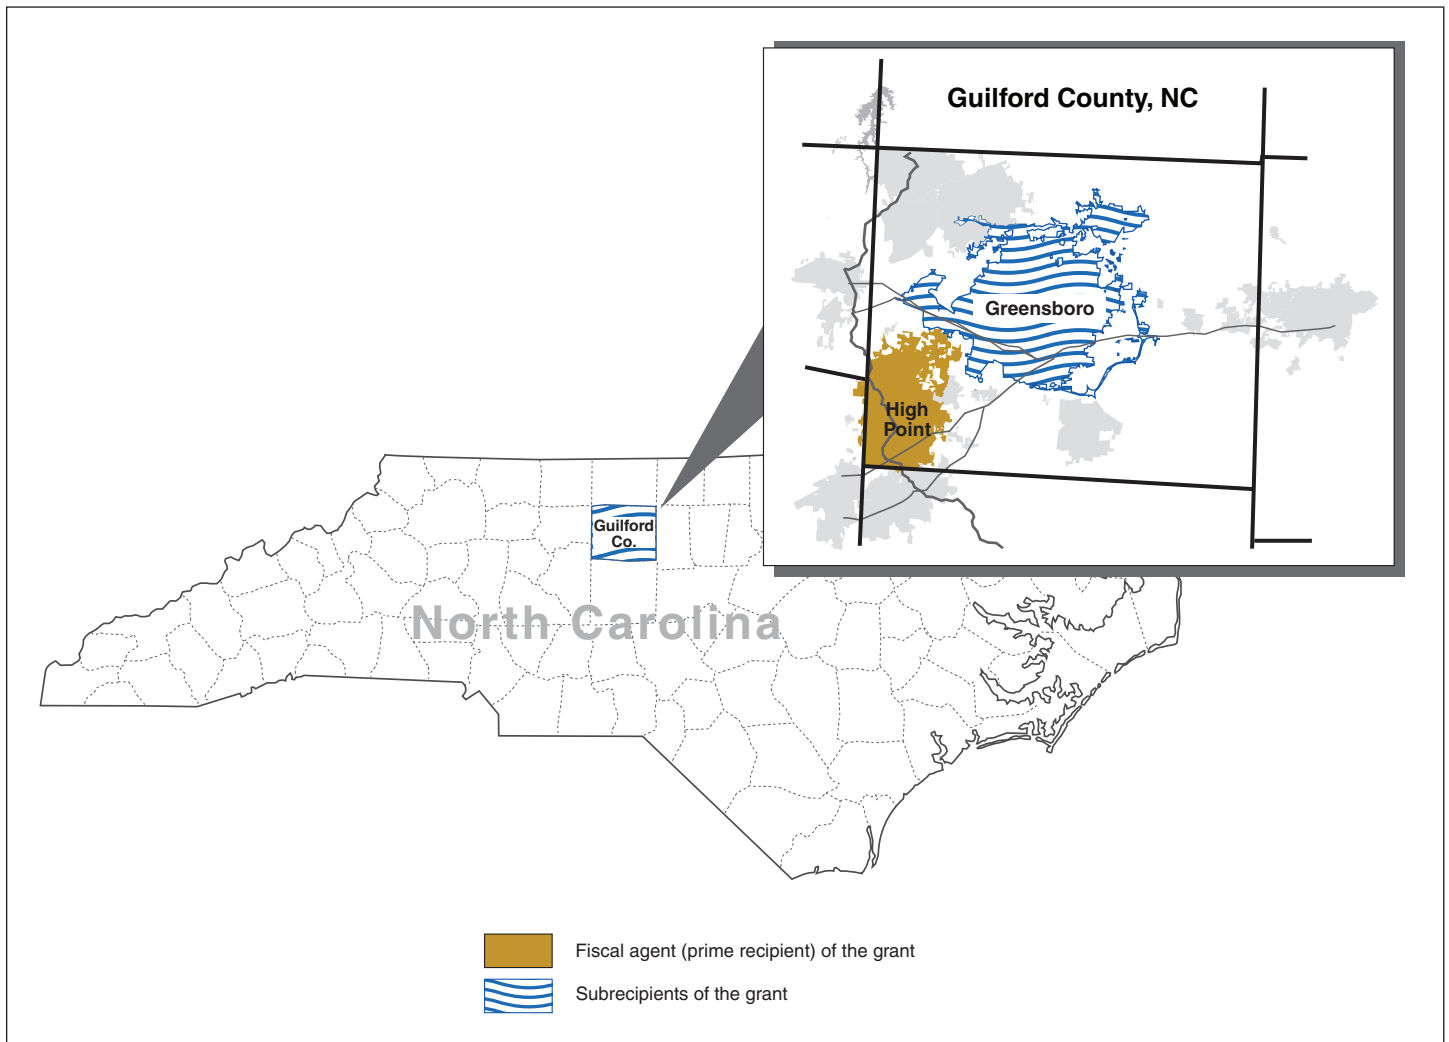 Guilford County, NC
Greensboro
High
Point
Guilford
Co.
North Carolina
Fiscal agent (prime recipient) of the grant
Subrecipients of the grant